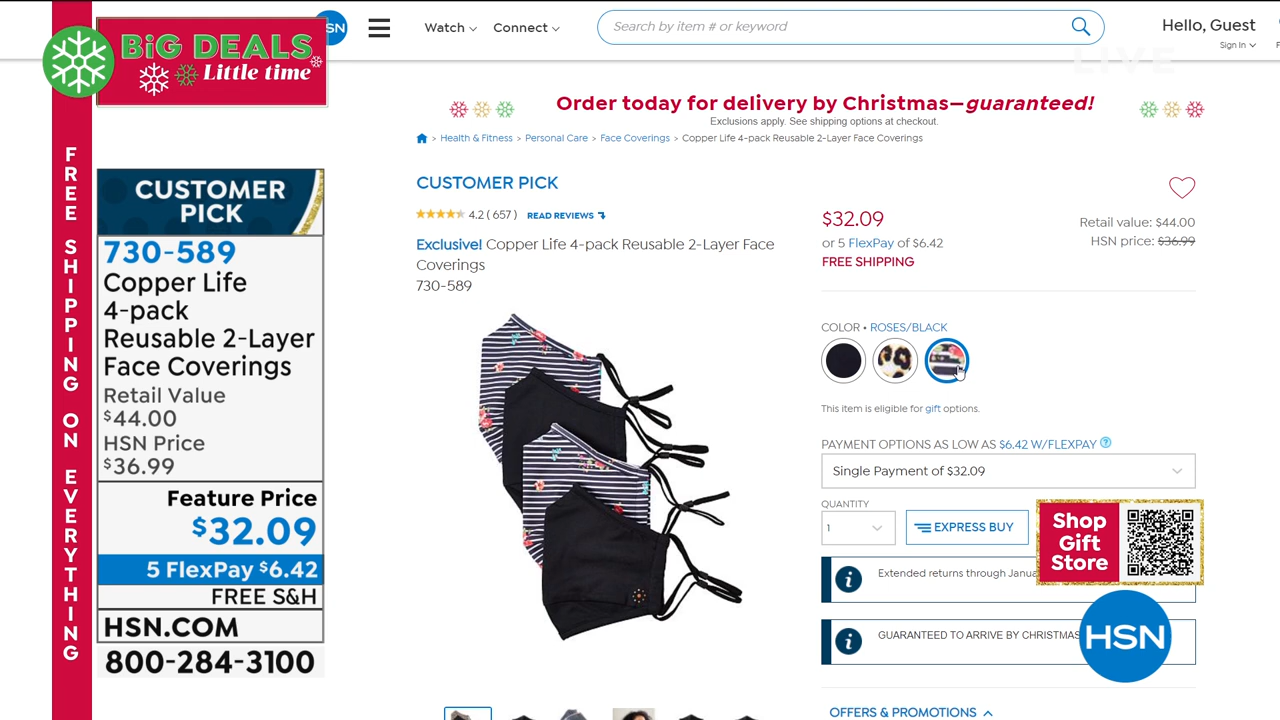 BiG DEALS
Little time
FREE SHIPPING ON EVERYTHING
SN
Watch
Connect
Search by item # or keyword
Hello, Guest
Sign In
LIVE
Order today for delivery by Christmas—guaranteed!
Exclusions apply. See shipping options at checkout.
> Health & Fitness > Personal Care > Face Coverings > Copper Life 4-pack Reusable 2-Layer Face Coverings
CUSTOMER
PICK
730-589
Copper Life
4-pack
Reusable 2-Layer
Face Coverings
Retail Value
$44.00
HSN Price
$36.99
Feature Price
$32.09
5 FlexPay $6.42
FREE S&H
HSN.COM
800-284-3100
CUSTOMER PICK
4.2 ( 657 ) READ REVIEWS
Exclusive! Copper Life 4-pack Reusable 2-Layer Face
Coverings
730-589
$32.09
or 5 FlexPay of $6.42
FREE SHIPPING
Retail value: $44.00
HSN price: $36.99
COLOR • ROSES/BLACK
This item is eligible for gift options.
PAYMENT OPTIONS AS LOW AS $6.42 W/FLEXPAY ?
Single Payment of $32.09
QUANTITY
1
EXPRESS BUY
Shop
Gift
Store
i Extended returns through Janua
i GUARANTEED TO ARRIVE BY CHRISTMAS
HSN
OFFERS & PROMOTIONS